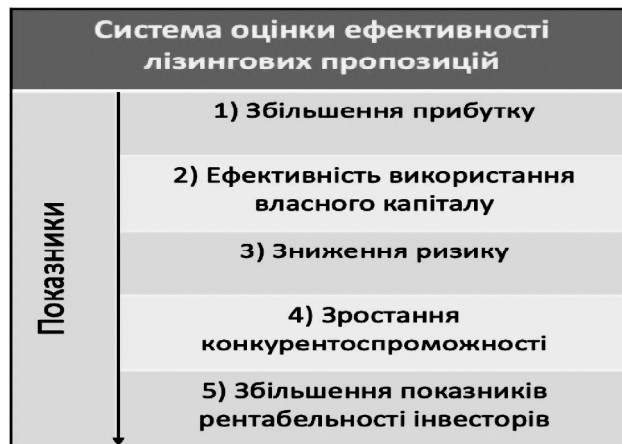 Система оцінки ефективності
лізингових пропозицій
Показники
1) Збільшення прибутку
2) Ефективність використання
власного капіталу
3) Зниження ризику
4) Зростання
конкурентоспроможності
5) Збільшення показників
рентабельності інвесторів